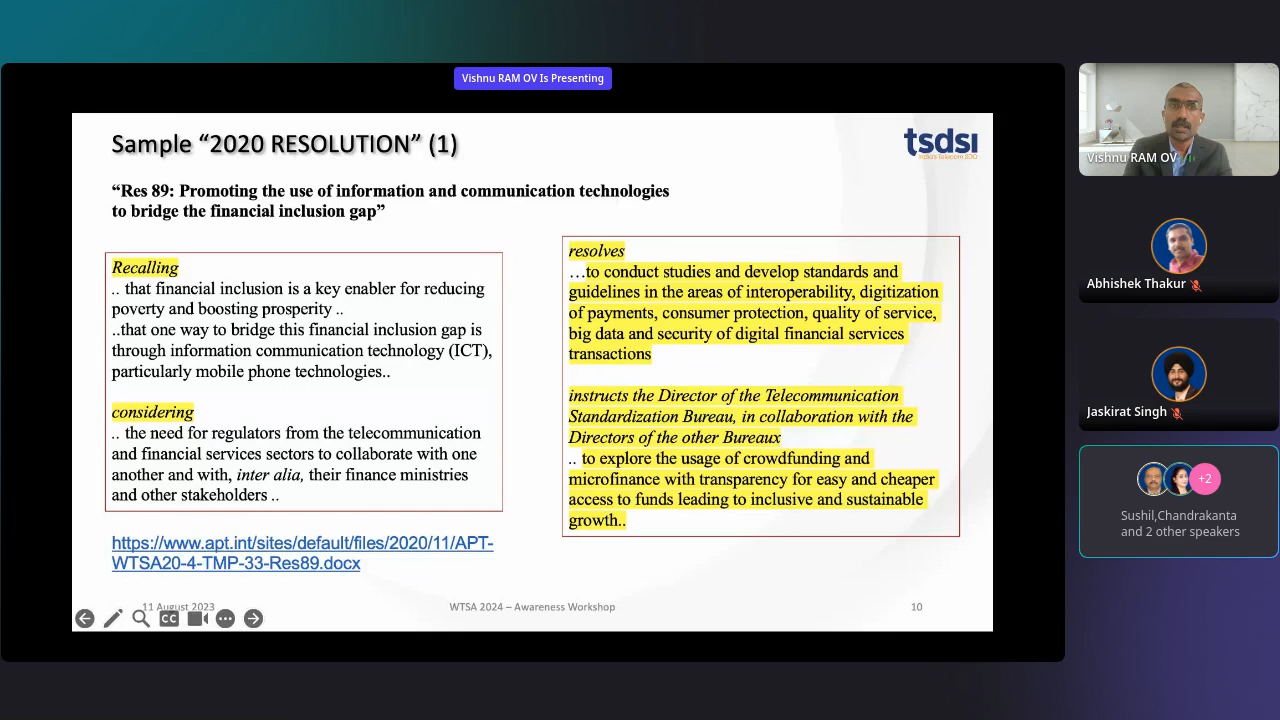 Vishnu RAM OV Is Presenting
Sample “2020 RESOLUTION” (1)
tsdsi
India's Telecom SDO
“Res 89: Promoting the use of information and communication technologies
to bridge the financial inclusion gap”
Recalling
.. that financial inclusion is a key enabler for reducing
poverty and boosting prosperity ..
..that one way to bridge this financial inclusion gap is
through information communication technology (ICT),
particularly mobile phone technologies..
considering
.. the need for regulators from the telecommunication
and financial services sectors to collaborate with one
another and with, inter alia, their finance ministries
and other stakeholders ..
https://www.apt.int/sites/default/files/2020/11/APT-
WTSA20-4-TMP-33-Res89.docx
resolves
…to conduct studies and develop standards and
guidelines in the areas of interoperability, digitization
of payments, consumer protection, quality of service,
big data and security of digital financial services
transactions
instructs the Director of the Telecommunication
Standardization Bureau, in collaboration with the
Directors of the other Bureaux
.. to explore the usage of crowdfunding and
microfinance with transparency for easy and cheaper
access to funds leading to inclusive and sustainable
growth..
11 August 2023
WTSA 2024 – Awareness Workshop
10
CC
Vishnu RAM OV
Abhishek Thakur
Jaskirat Singh
+2
Sushil,Chandrakanta
and 2 other speakers